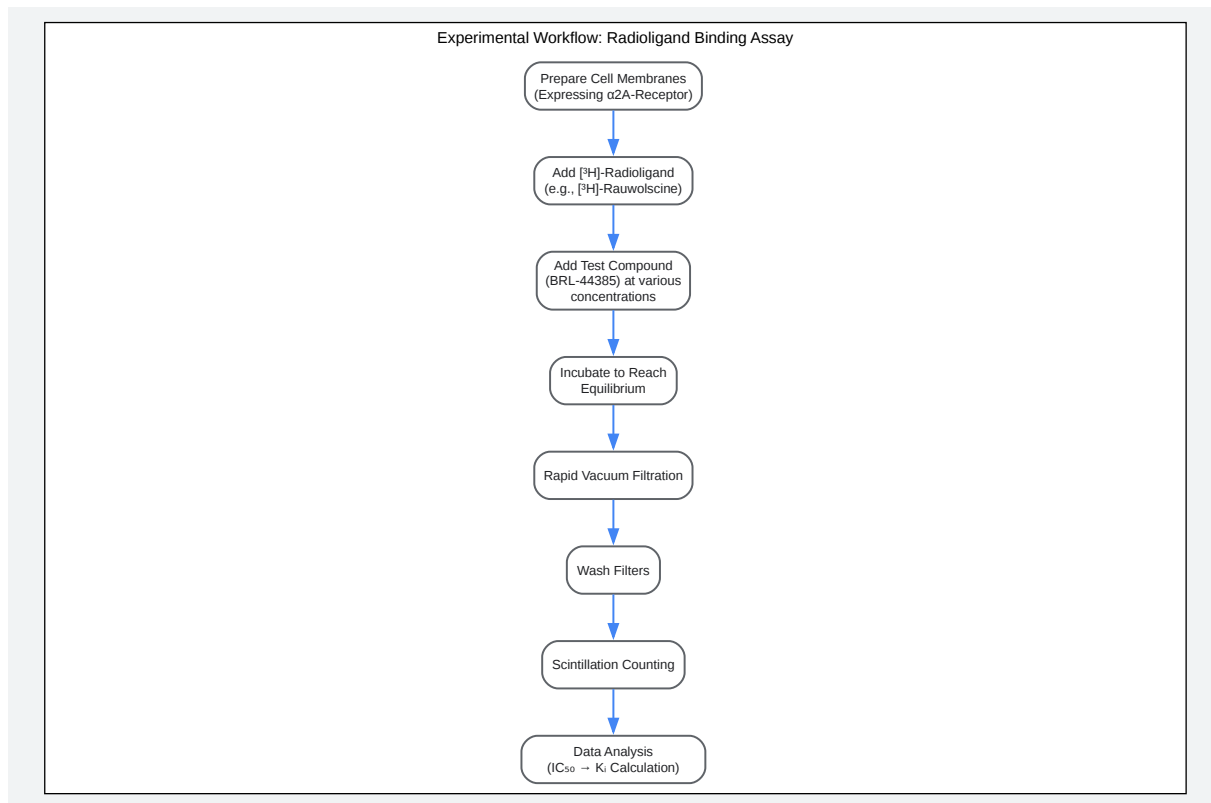 Experimental Workflow: Radioligand Binding Assay
Prepare Cell Membranes
(Expressing α2A-Receptor)
Add [³H]-Radioligand
(e.g., [³H]-Rauwolscine)
Add Test Compound
(BRL-44385) at various
concentrations
Incubate to Reach
Equilibrium
Rapid Vacuum Filtration
Wash Filters
Scintillation Counting
Data Analysis
(IC₅₀ → Kᵢ Calculation)